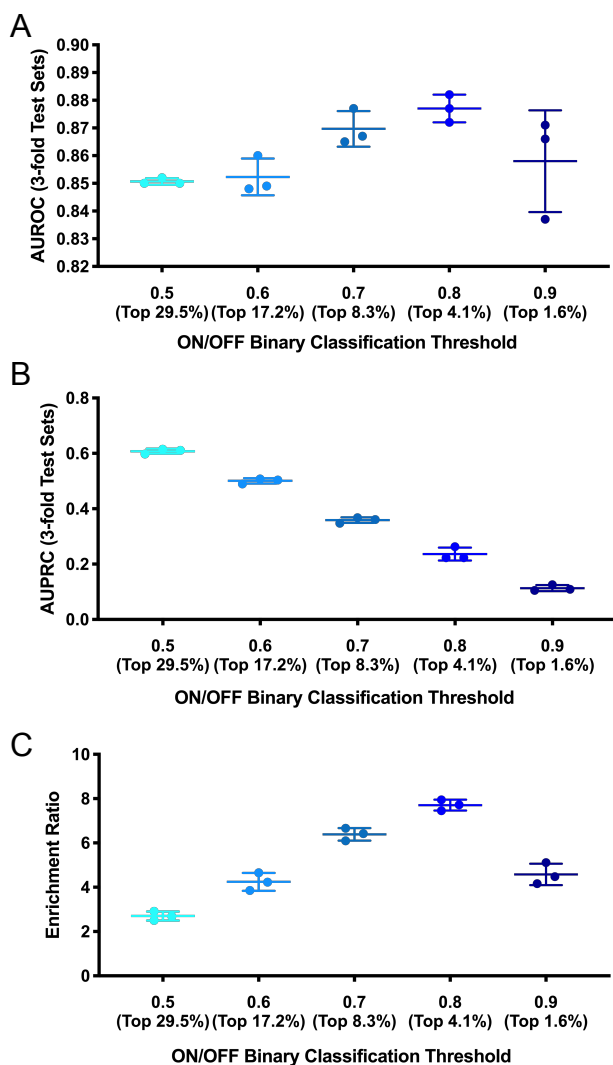 A
AUROC (3-fold Test Sets)
0.90
0.89
0.88
0.87
0.86
0.85
0.84
0.83
0.82
0.5 0.6 0.7 0.8 0.9
(Top 29.5%) (Top 17.2%) (Top 8.3%) (Top 4.1%) (Top 1.6%)
ON/OFF Binary Classification Threshold
B
AUPRC (3-fold Test Sets)
0.8
0.6
0.4
0.2
0.0
0.5 0.6 0.7 0.8 0.9
(Top 29.5%) (Top 17.2%) (Top 8.3%) (Top 4.1%) (Top 1.6%)
ON/OFF Binary Classification Threshold
C
Enrichment Ratio
10
8
6
4
2
0
0.5 0.6 0.7 0.8 0.9
(Top 29.5%) (Top 17.2%) (Top 8.3%) (Top 4.1%) (Top 1.6%)
ON/OFF Binary Classification Threshold